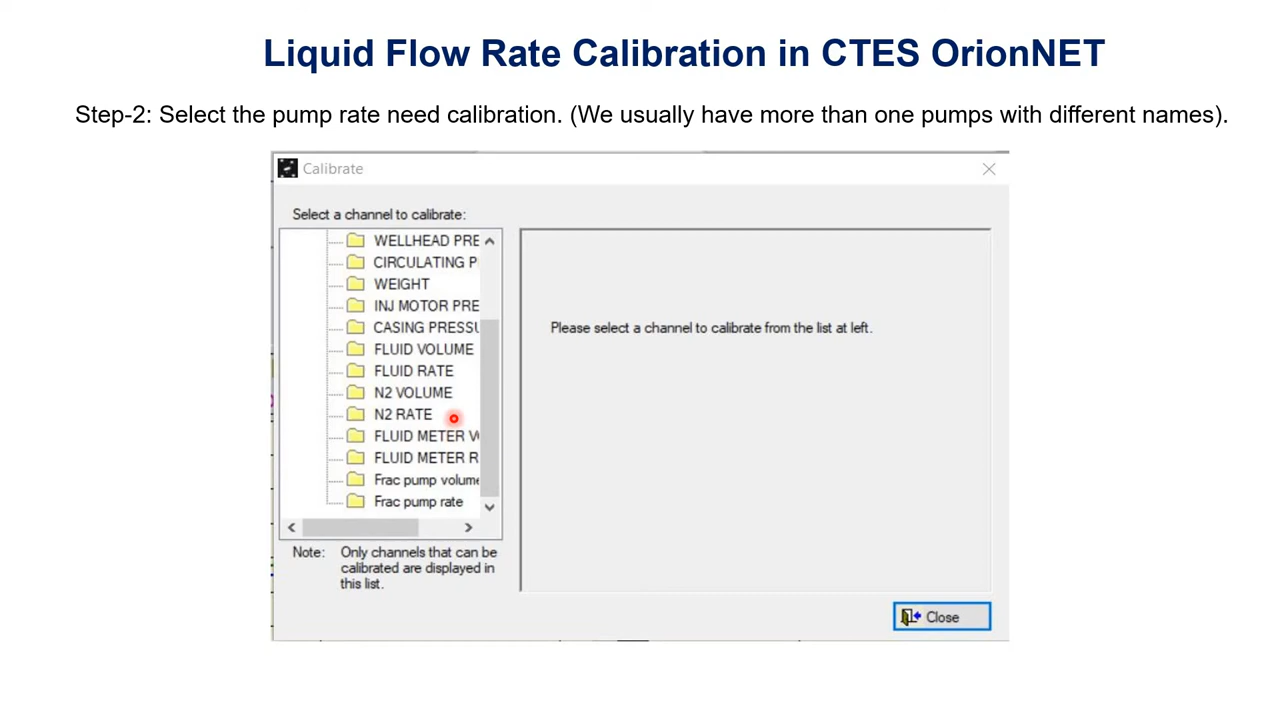 Liquid Flow Rate Calibration in CTES OrionNET
Step-2: Select the pump rate need calibration. (We usually have more than one pumps with different names).
Calibrate
Select a channel to calibrate:
WELLHEAD PRE
CIRCULATING P
WEIGHT
INJ MOTOR PRE
CASING PRESSU
FLUID VOLUME
FLUID RATE
N2 VOLUME
N2 RATE
FLUID METER V
FLUID METER R
Frac pump volume
Frac pump rate
Please select a channel to calibrate from the list at left.
Note: Only channels that can be
calibrated are displayed in
this list.
Close